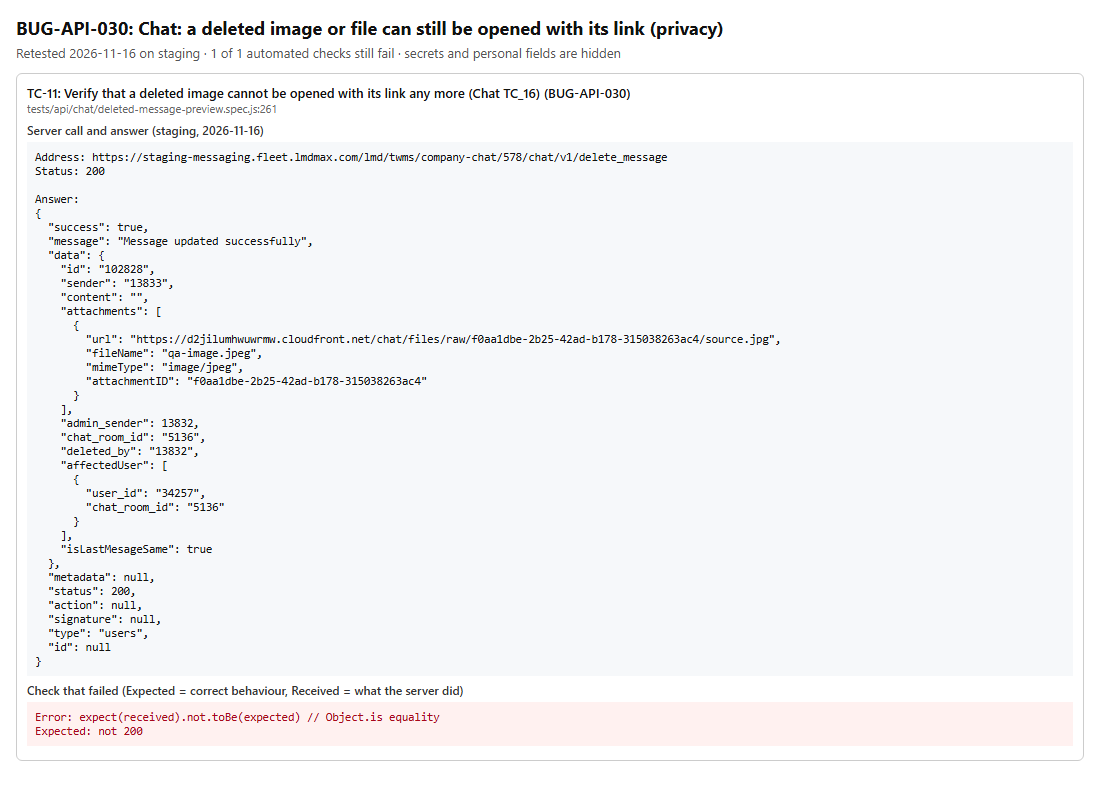 BUG-API-030: Chat: a deleted image or file can still be opened with its link (privacy)
Retested 2026-11-16 on staging · 1 of 1 automated checks still fail · secrets and personal fields are hidden
TC-11: Verify that a deleted image cannot be opened with its link any more (Chat TC_16) (BUG-API-030)
tests/api/chat/deleted-message-preview.spec.js:261
Server call and answer (staging, 2026-11-16)
Address: https://staging-messaging.fleet.lmdmax.com/lmd/twms/company-chat/578/chat/v1/delete_message
Status: 200
Answer:
{
"success": true,
"message": "Message updated successfully",
"data": {
"id": "102828",
"sender": "13833",
"content": "",
"attachments": [
{
"url": "https://d2jilumhwuwrmw.cloudfront.net/chat/files/raw/f0aa1dbe-2b25-42ad-b178-315038263ac4/source.jpg",
"fileName": "qa-image.jpeg",
"mimeType": "image/jpeg",
"attachmentID": "f0aa1dbe-2b25-42ad-b178-315038263ac4"
}
],
"admin_sender": 13832,
"chat_room_id": "5136",
"deleted_by": "13832",
"affectedUser": [
{
"user_id": "34257",
"chat_room_id": "5136"
}
],
"isLastMesageSame": true
},
"metadata": null,
"status": 200,
"action": null,
"signature": null,
"type": "users",
"id": null
}
Check that failed (Expected = correct behaviour, Received = what the server did)
Error: expect(received).not.toBe(expected) // Object.is equality
Expected: not 200